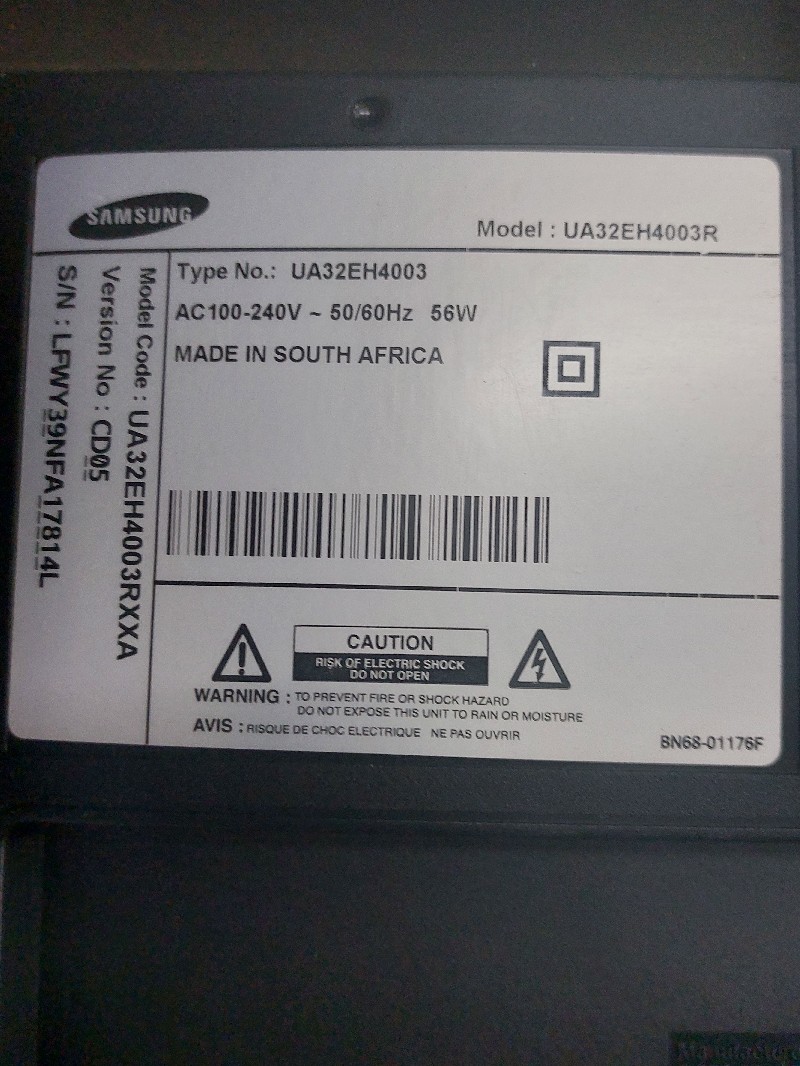 SAMSUNG
Model : UA32EH4003R
Type No.: UA32EH4003
AC100-240V ~ 50/60Hz 56W
MADE IN SOUTH AFRICA
Model Code : UA32EH4003RXXA
Version No : CD05
S/N : LFWY39NFA17814L
CAUTION
RISK OF ELECTRIC SHOCK
DO NOT OPEN
WARNING : TO PREVENT FIRE OR SHOCK HAZARD
DO NOT EXPOSE THIS UNIT TO RAIN OR MOISTURE
AVIS : RISQUE DE CHOC ELECTRIQUE NE PAS OUVRIR
BN68-01176F